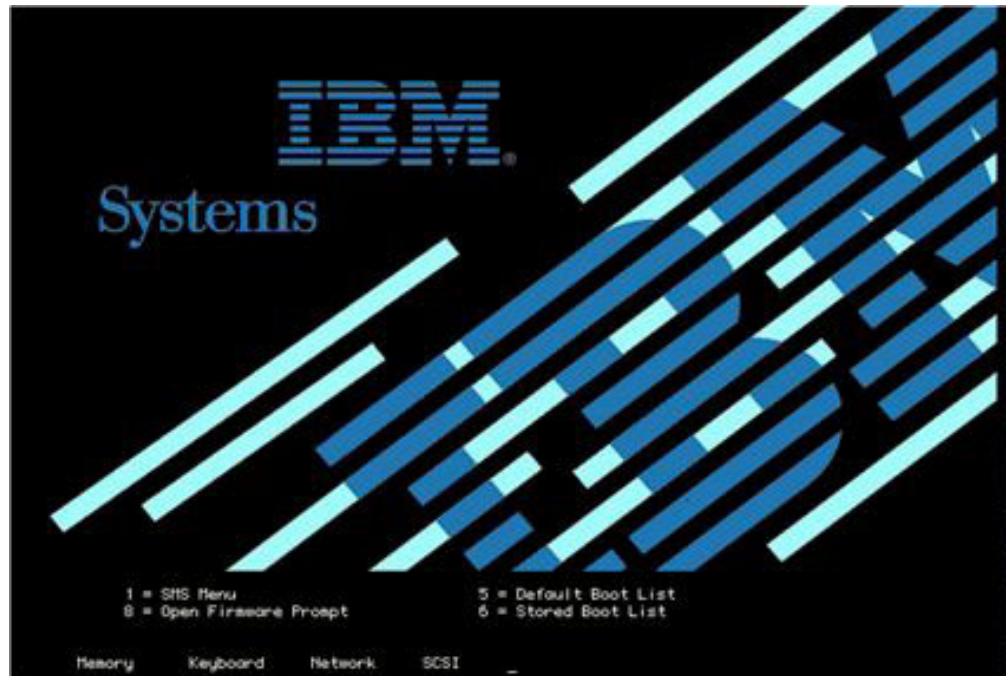 IBM®
Systems
1 = SMS Menu 5 = Default Boot List
8 = Open Firmware Prompt 6 = Stored Boot List
Memory Keyboard Network SCSI _